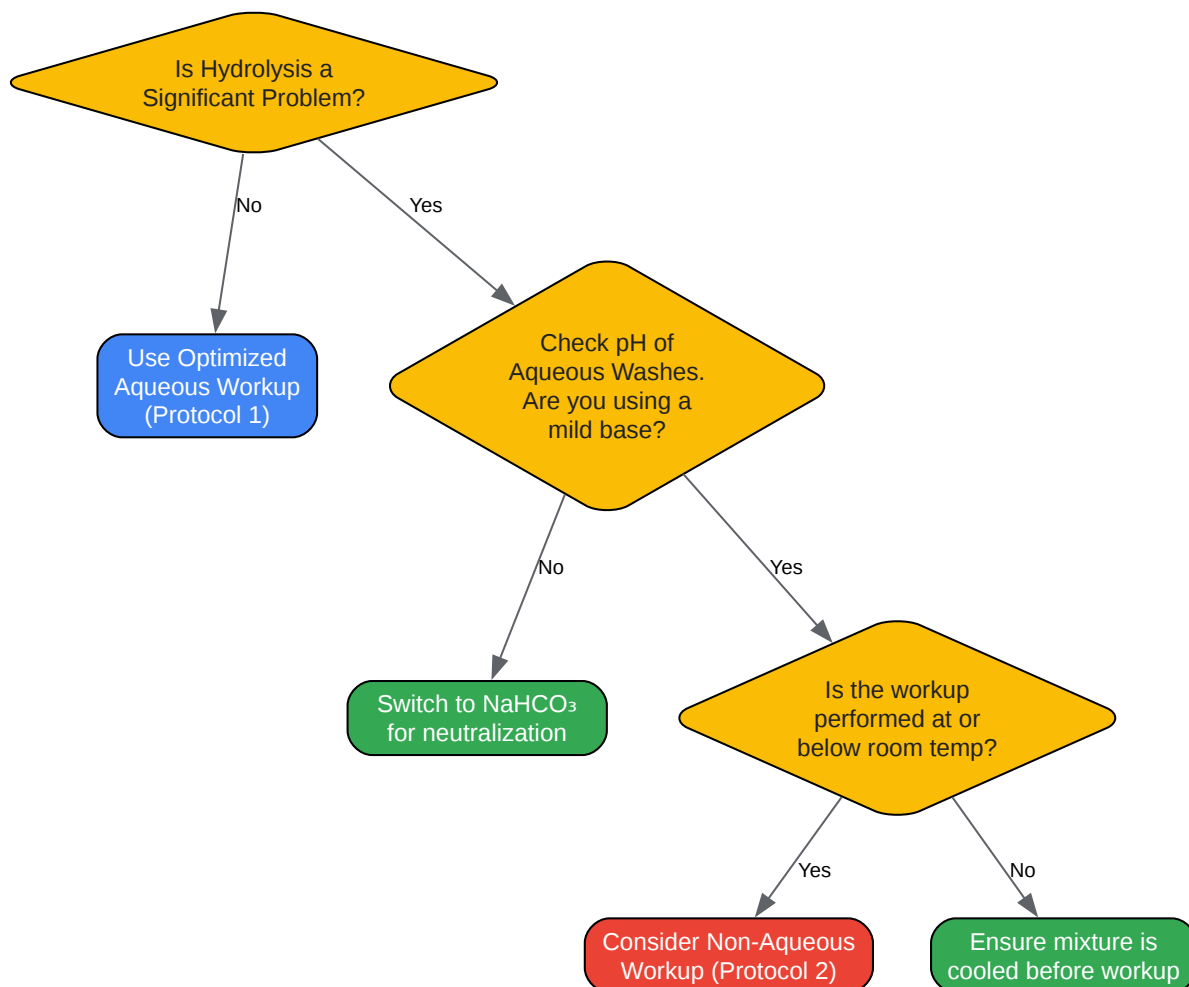 Is Hydrolysis a
Significant Problem?
No
Yes
Use Optimized
Aqueous Workup
(Protocol 1)
Check pH of
Aqueous Washes.
Are you using a
mild base?
No
Yes
Switch to NaHCO₃
for neutralization
Is the workup
performed at or
below room temp?
Yes
No
Consider Non-Aqueous
Workup (Protocol 2)
Ensure mixture is
cooled before workup